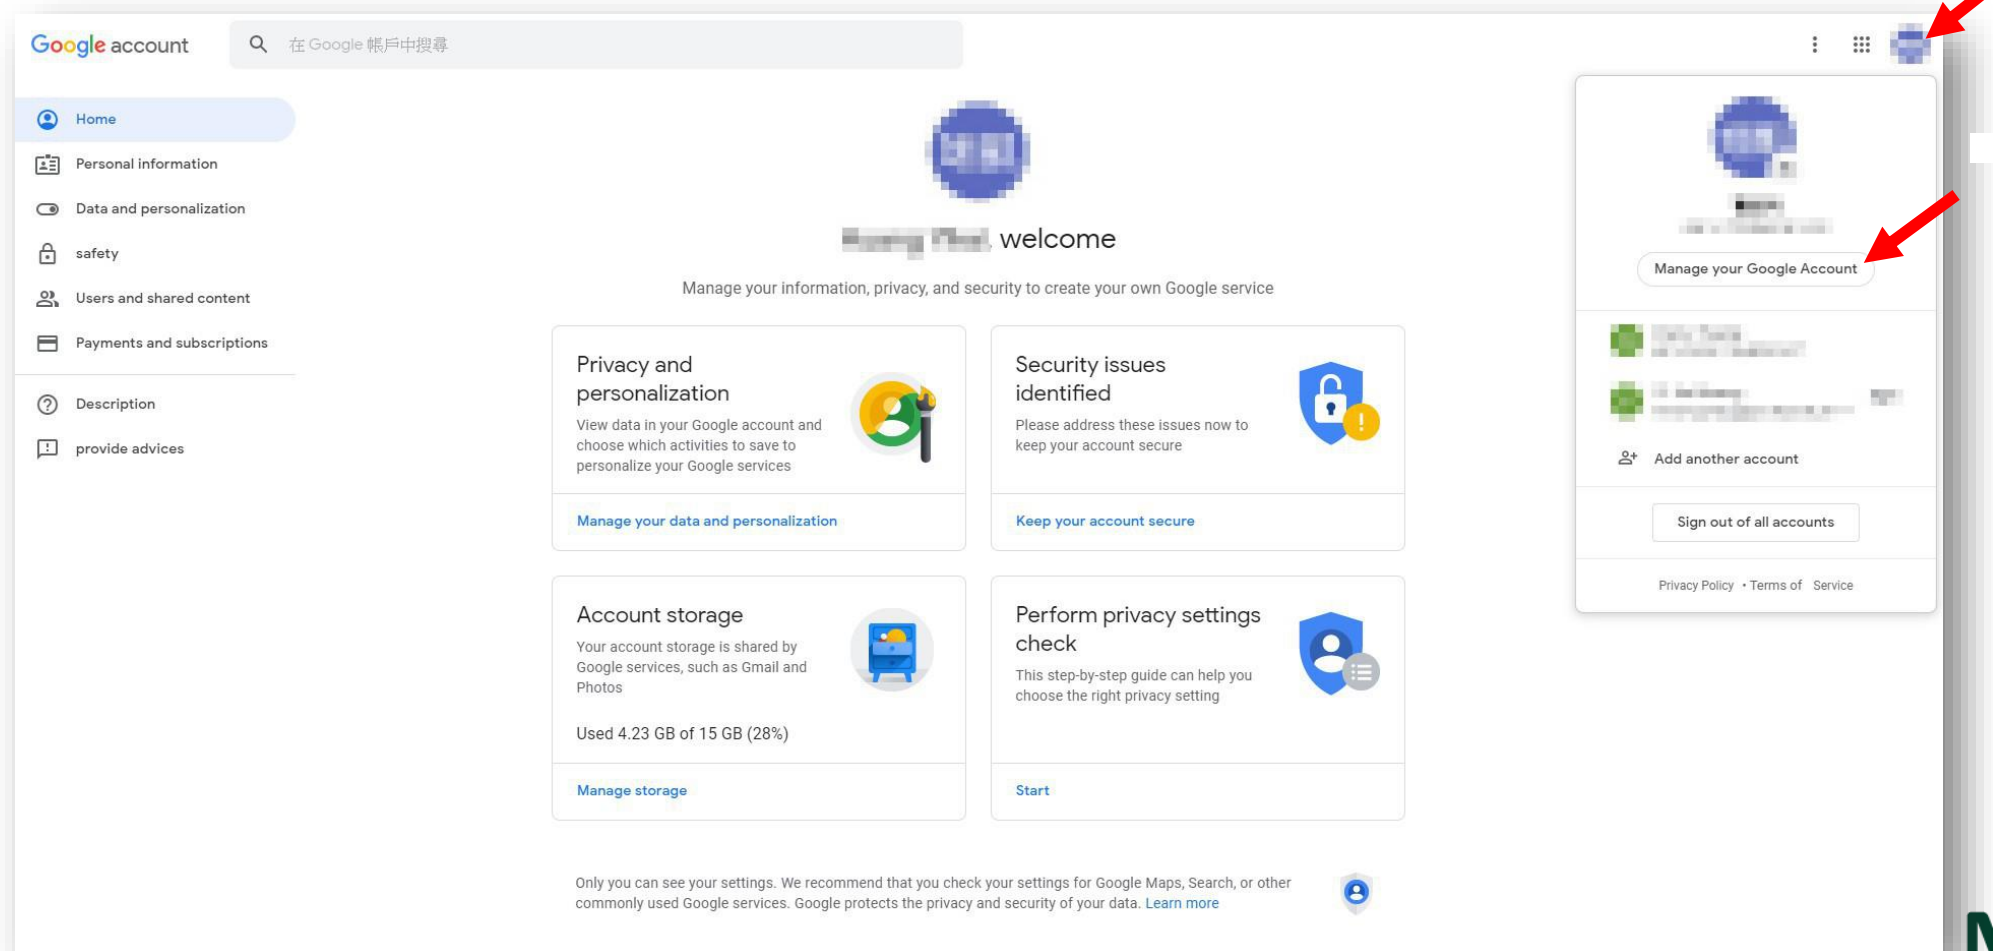 Google account
在 Google 帳戶中搜尋
Home
Personal information
Data and personalization
safety
Users and shared content
Payments and subscriptions
Description
provide advices
, welcome
Manage your information, privacy, and security to create your own Google service
Privacy and
personalization
View data in your Google account and
choose which activities to save to
personalize your Google services
Manage your data and personalization
Security issues
identified
Please address these issues now to
keep your account secure
Keep your account secure
Account storage
Your account storage is shared by
Google services, such as Gmail and
Photos
Used 4.23 GB of 15 GB (28%)
Manage storage
Perform privacy settings
check
This step-by-step guide can help you
choose the right privacy setting
Start
Only you can see your settings. We recommend that you check your settings for Google Maps, Search, or other
commonly used Google services. Google protects the privacy and security of your data. Learn more
Manage your Google Account
Add another account
Sign out of all accounts
Privacy Policy • Terms of Service